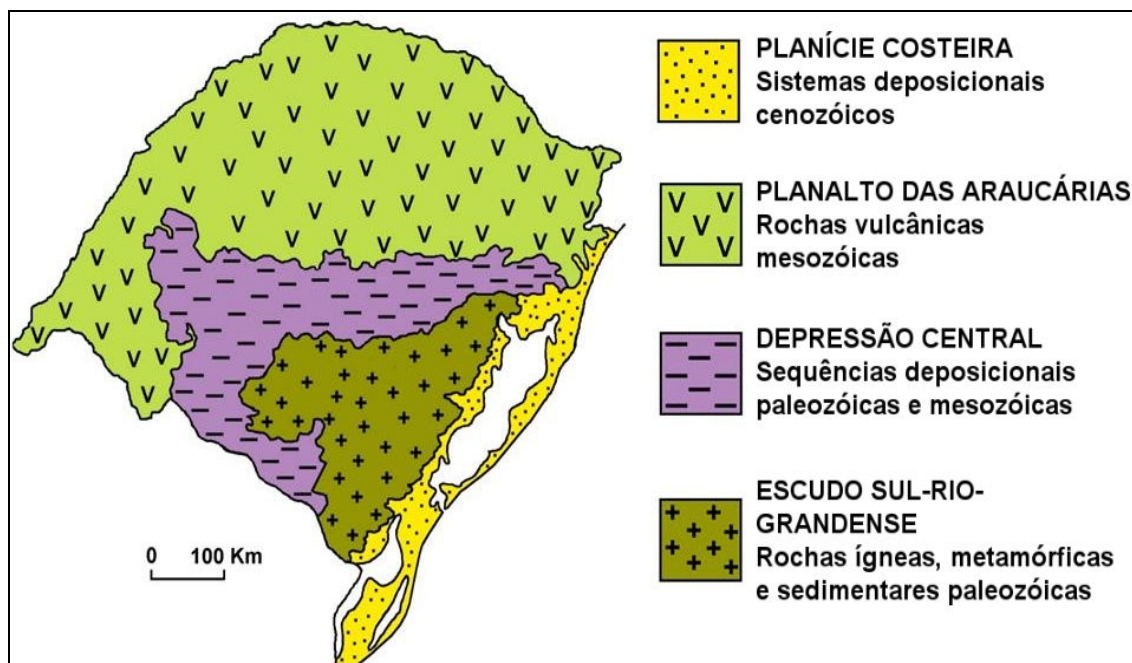 PLANÍCIE COSTEIRA
Sistemas deposicionais
cenozóicos
PLANALTO DAS ARAUCÁRIAS
Rochas vulcânicas
mesozóicas
DEPRESSÃO CENTRAL
Sequências deposicionais
paleozóicas e mesozóicas
ESCUDO SUL-RIO-
GRANDENSE
Rochas ígneas, metamórficas
e sedimentares paleozóicas
0 100 Km